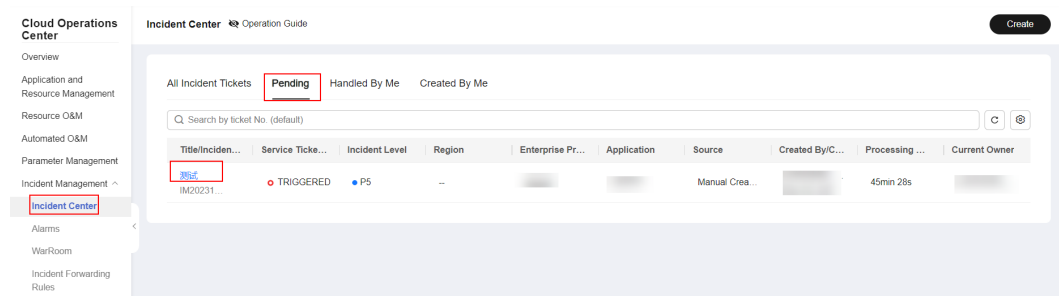 Cloud Operations
Center
Incident Center Operation Guide
Create
Overview
Application and
Resource Management
Resource O&M
Automated O&M
Parameter Management
Incident Management
Incident Center
Alarms
WarRoom
Incident Forwarding
Rules
All Incident Tickets Pending Handled By Me Created By Me
Search by ticket No. (default)
Title/Inciden... Service Ticke... Incident Level Region Enterprise Pr... Application Source Created By/C... Processing ... Current Owner
测试
IM20231...
TRIGGERED P5 -- Manual Crea... 45min 28s